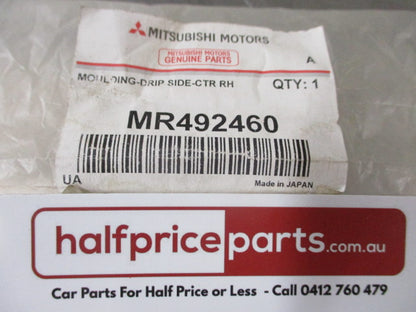 MITSUBISHI MOTORS
MITSUBISHI MOTORS
GENUINE PARTS
A
MOULDING-DRIP SIDE-CTR RH
QTY: 1
MR492460
UA
Made in JAPAN
halfpriceparts.com.au
Car Parts For Half Price or Less - Call 0412 760 479